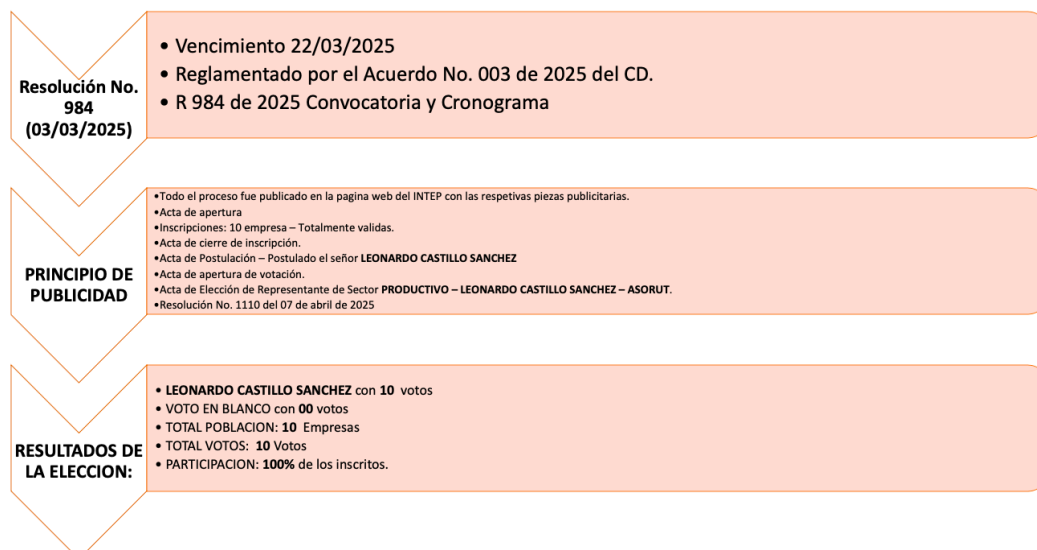 Resolución No.
984
(03/03/2025)
• Vencimiento 22/03/2025
• Reglamentado por el Acuerdo No. 003 de 2025 del CD.
• R 984 de 2025 Convocatoria y Cronograma
PRINCIPIO DE
PUBLICIDAD
•Todo el proceso fue publicado en la pagina web del INTEP con las respetivas piezas publicitarias.
•Acta de apertura
•Inscripciones: 10 empresa – Totalmente validas.
•Acta de cierre de inscripción.
•Acta de Postulación – Postulado el señor LEONARDO CASTILLO SANCHEZ
•Acta de apertura de votación.
•Acta de Elección de Representante de Sector PRODUCTIVO – LEONARDO CASTILLO SANCHEZ – ASORUT.
•Resolución No. 1110 del 07 de abril de 2025
RESULTADOS DE
LA ELECCION:
• LEONARDO CASTILLO SANCHEZ con 10 votos
• VOTO EN BLANCO con 00 votos
• TOTAL POBLACION: 10 Empresas
• TOTAL VOTOS: 10 Votos
• PARTICIPACION: 100% de los inscritos.